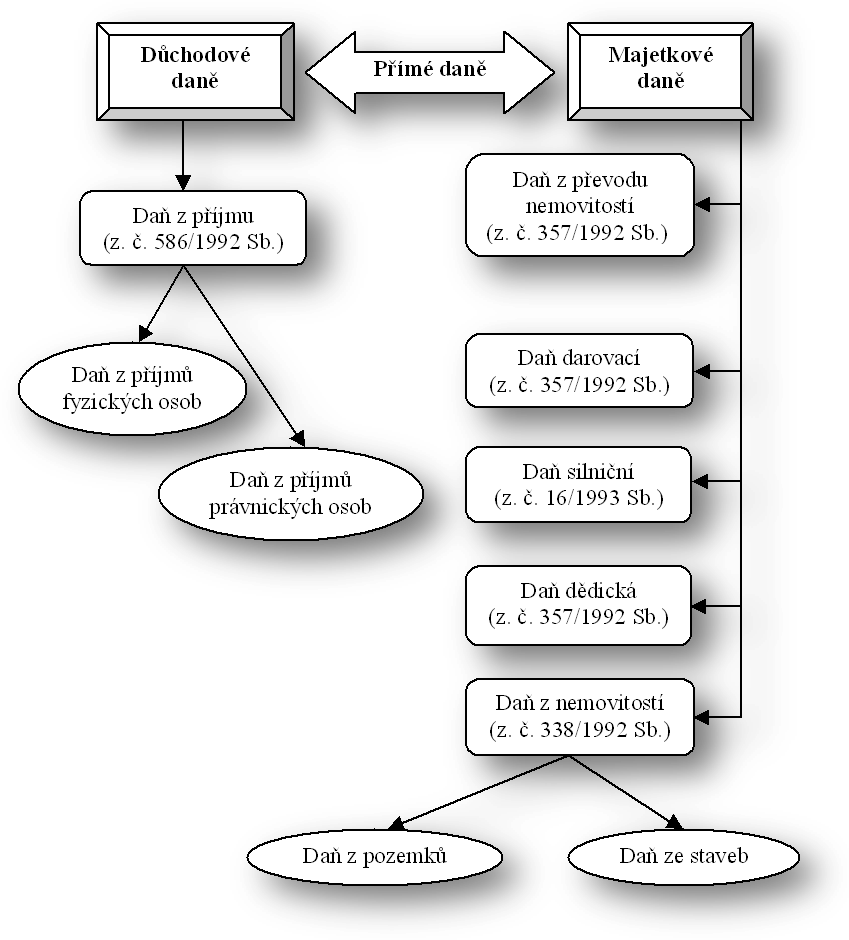 Důchodové
daně
Přímé daně
Majetkové
daně
Daň z příjmu
(z. č. 586/1992 Sb.)
Daň z příjmů
fyzických osob
Daň z příjmů
právnických osob
Daň z převodu
nemovitostí
(z. č. 357/1992 Sb.)
Daň darovací
(z. č. 357/1992 Sb.)
Daň silniční
(z. č. 16/1993 Sb.)
Daň dědická
(z. č. 357/1992 Sb.)
Daň z nemovitostí
(z. č. 338/1992 Sb.)
Daň z pozemků
Daň ze staveb